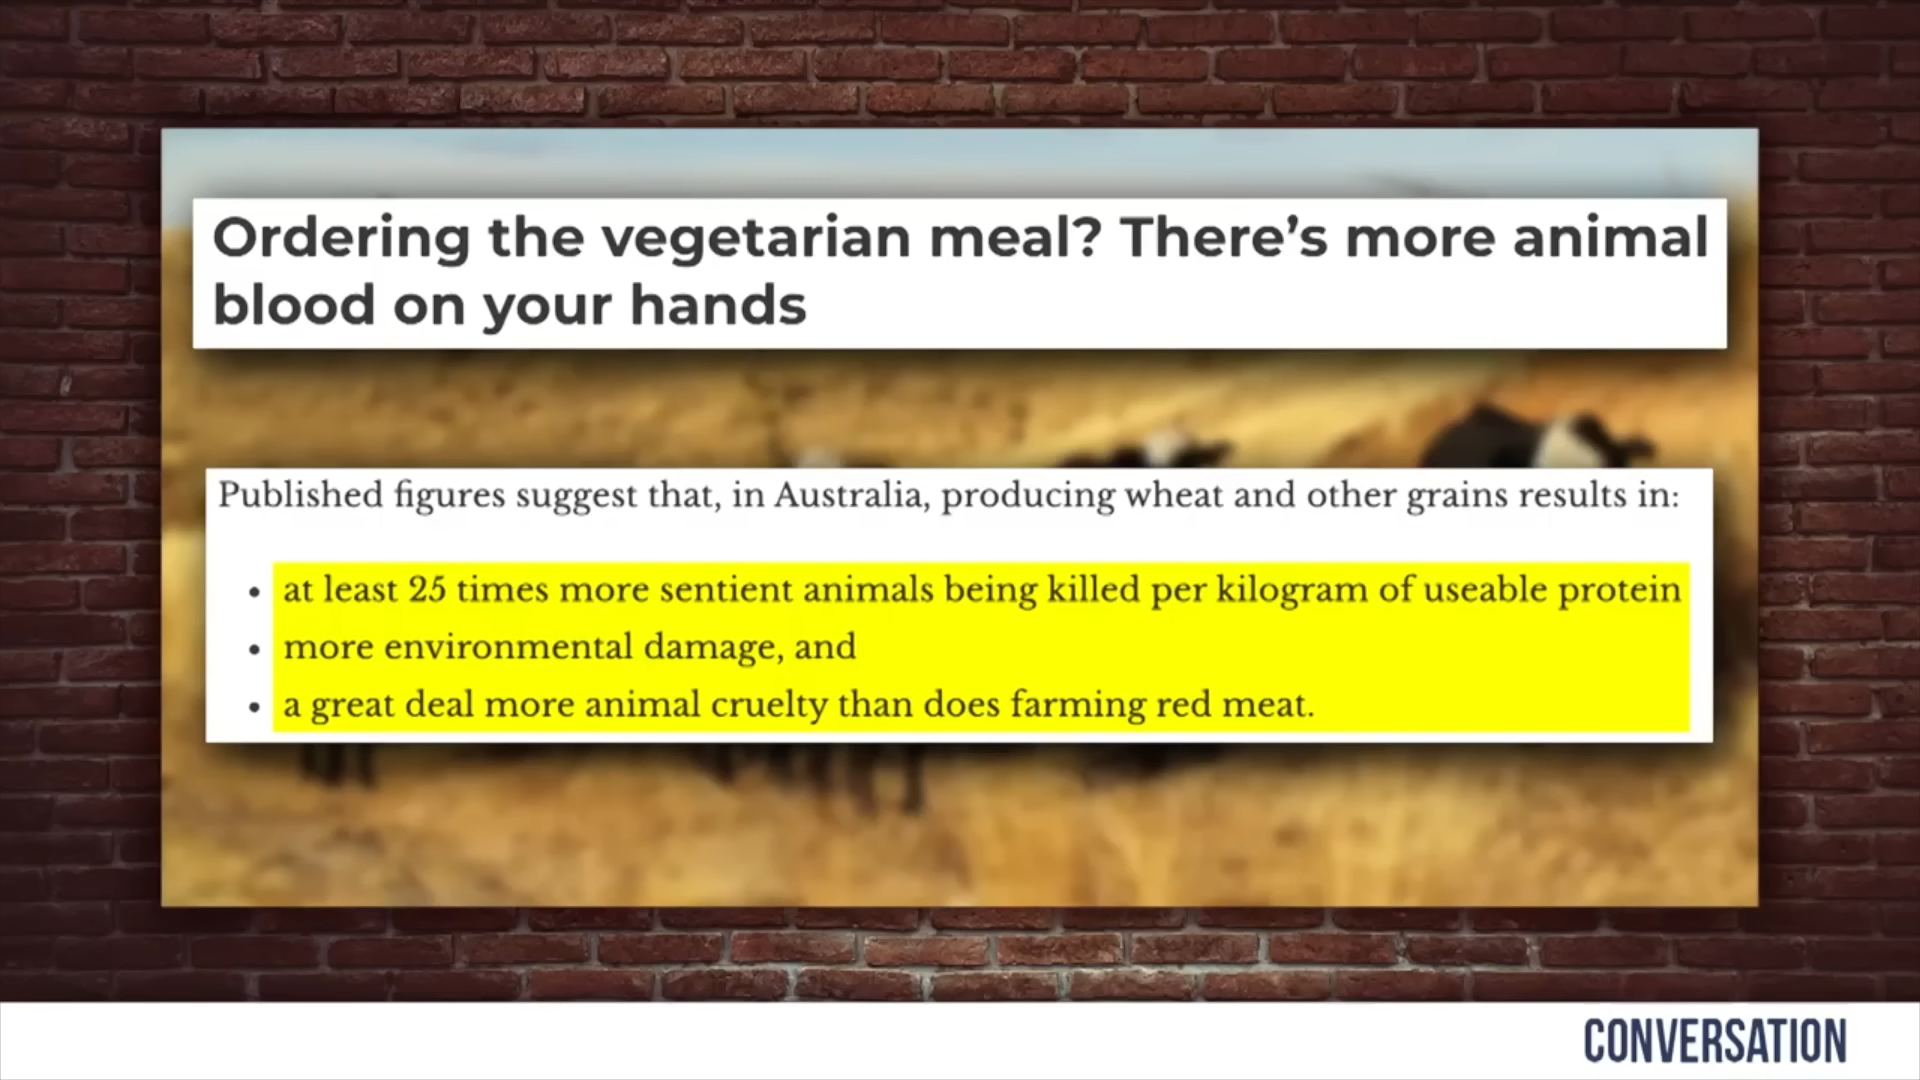 Ordering the vegetarian meal? There’s more animal
blood on your hands
Published figures suggest that, in Australia, producing wheat and other grains results in:
• at least 25 times more sentient animals being killed per kilogram of useable protein
• more environmental damage, and
• a great deal more animal cruelty than does farming red meat.
CONVERSATION